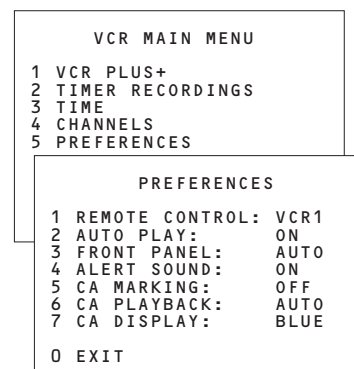 VCR MAIN MENU
1 VCR PLUS+
2 TIMER RECORDINGS
3 TIME
4 CHANNELS
5 PREFERENCES
PREFERENCES
1 REMOTE CONTROL: VCR1
2 AUTO PLAY: ON
3 FRONT PANEL: AUTO
4 ALERT SOUND: ON
5 CA MARKING: OFF
6 CA PLAYBACK: AUTO
7 CA DISPLAY: BLUE
0 EXIT